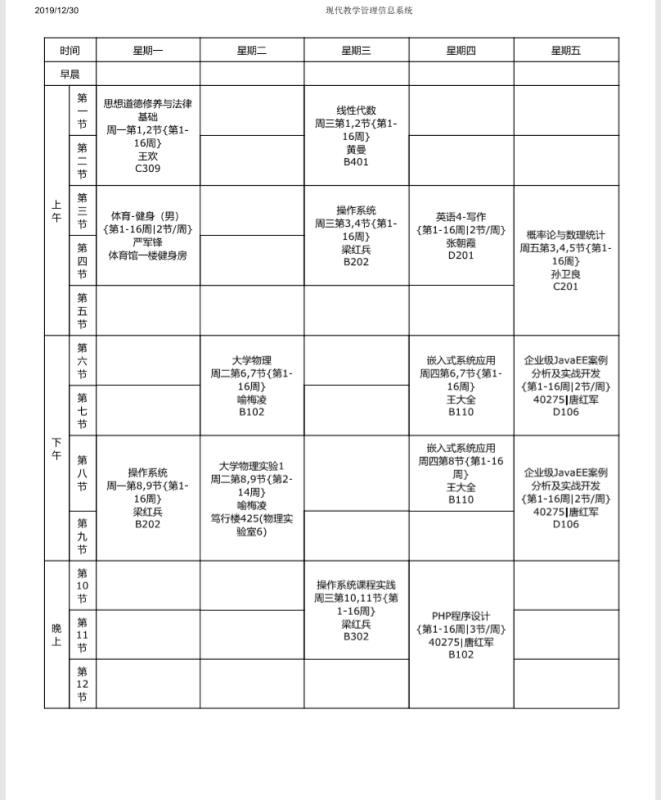 2019/12/30 现代教学管理信息系统
时间 星期一 星期二 星期三 星期四 星期五
早晨
上午
第一节
思想道德修养与法律
基础
周一第1,2节{第1-
16周}
王欢
C309
线性代数
周三第1,2节{第1-
16周}
黄曼
B401
第二节
第三节
体育-健身（男）
{第1-16周|2节/周}
严军锋
体育馆一楼健身房
操作系统
周三第3,4节{第1-
16周}
梁红兵
B202
英语4-写作
{第1-16周|2节/周}
张朝霞
D201
概率论与数理统计
周五第3,4,5节{第1-
16周}
孙卫良
C201
第四节
第五节
下午
第六节
大学物理
周二第6,7节{第1-
16周}
喻梅凌
B102
嵌入式系统应用
周四第6,7节{第1-
16周}
王大全
B110
企业级JavaEE案例
分析及实战开发
{第1-16周|2节/周}
40275|唐红军
D106
第七节
第八节
操作系统
周一第8,9节{第1-
16周}
梁红兵
B202
大学物理实验1
周二第8,9节{第2-
14周}
喻梅凌
笃行楼425(物理实
验室6)
嵌入式系统应用
周四第8节{第1-16
周}
王大全
B110
企业级JavaEE案例
分析及实战开发
{第1-16周|2节/周}
40275|唐红军
D106
第九节
晚上
第10节
操作系统课程实践
周三第10,11节{第
1-16周}
梁红兵
B302
PHP程序设计
{第1-16周|3节/周}
40275|唐红军
B102
第11节
第12节